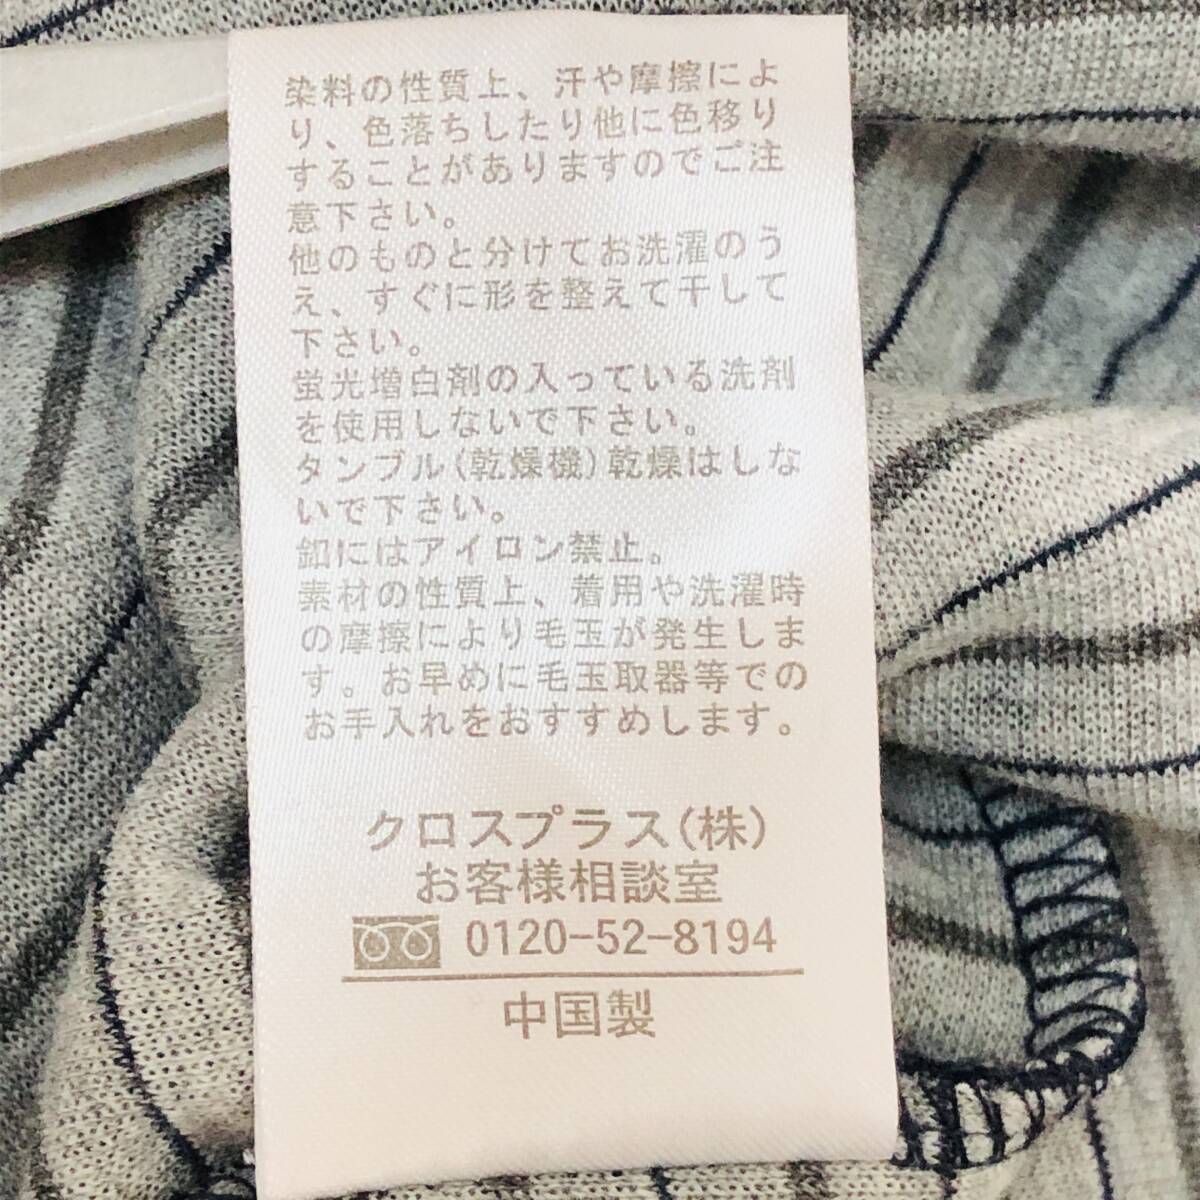 染料の性質上、汗や摩擦によ
り、色落ちしたり他に色移り
することがありますのでご注
意下さい。
他のものと分けてお洗濯のう
え、すぐに形を整えて干して
下さい。
蛍光増白剤の入っている洗剤
を使用しないで下さい。
タンブル(乾燥機)乾燥はしな
いで下さい。
釦にはアイロン禁止。
素材の性質上、着用や洗濯時
の摩擦により毛玉が発生しま
す。お早めに毛玉取器等での
お手入れをおすすめします。
クロスプラス(株)
お客様相談室
0120-52-8194
中国製